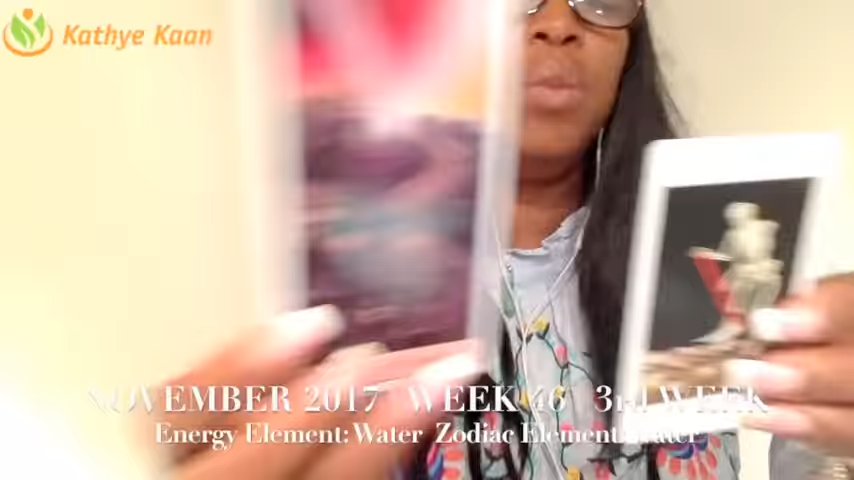 Kathye Kaan
NOVEMBER 2017 WEEK 46 3rd WEEK
Energy Element: Water Zodiac Element: Water